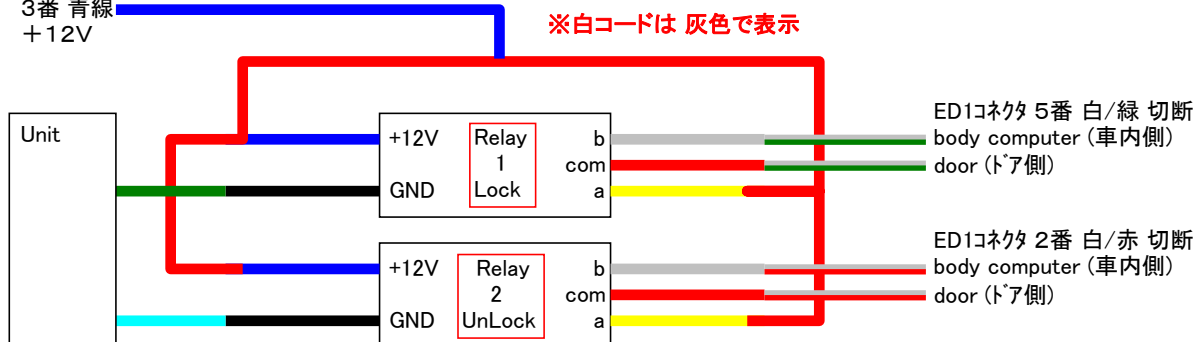 3番 青線
＋12V
※白コードは 灰色で表示
Unit
+12V
GND
Relay
1
Lock
b
com
a
ED1コネクタ 5番 白/緑 切断
body computer (車内側)
door (ドア側)
+12V
GND
Relay
2
UnLock
b
com
a
ED1コネクタ 2番 白/赤 切断
body computer (車内側)
door (ドア側)